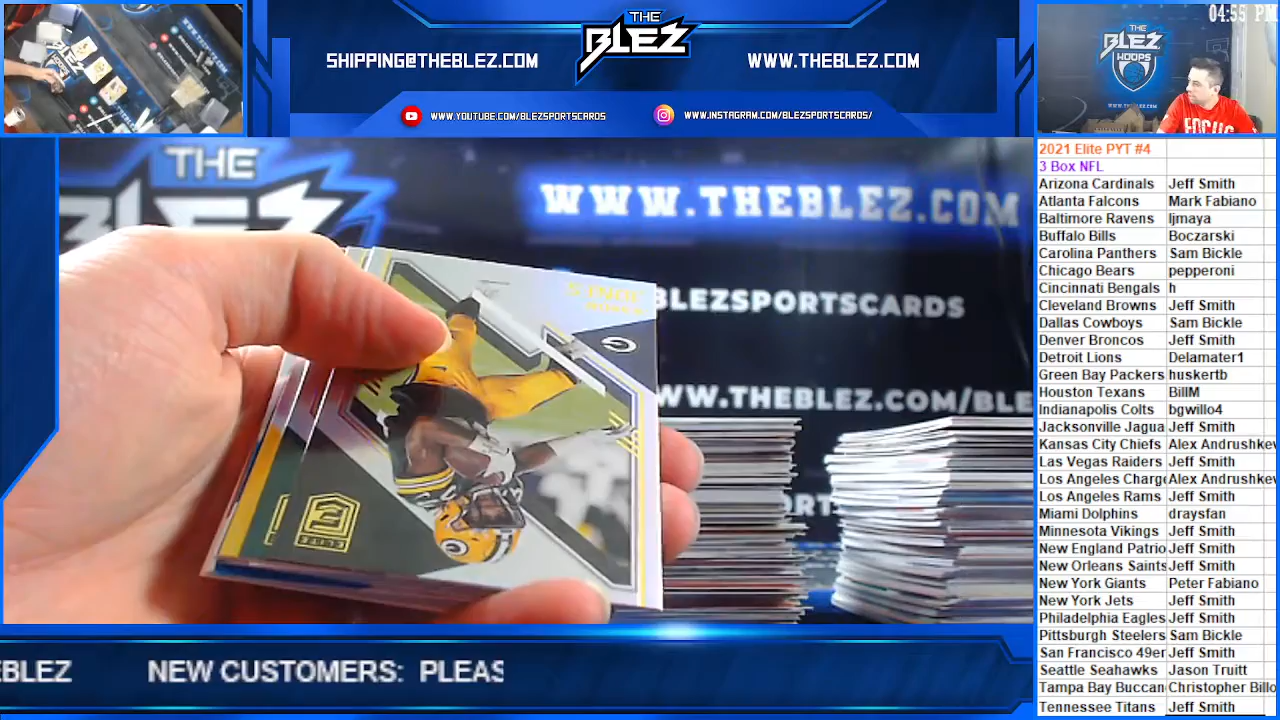 THE
BLEZ
SHIPPING@THEBLEZ.COM
WWW.THEBLEZ.COM
WWW.YOUTUBE.COM/BLEZSPORTSCARDS
WWW.INSTAGRAM.COM/BLEZSPORTSCARDS/
04:55 PM
THE
BLEZ
HOOPS
FOCUS
THE
BLEZ
WWW.THEBLEZ.COM
BLEZSPORTSCARDS
WWW.THEBLEZ.COM/BLE
JONES
ELITE
2021 Elite PYT #4
3 Box NFL
Arizona Cardinals Jeff Smith
Atlanta Falcons Mark Fabiano
Baltimore Ravens ljmaya
Buffalo Bills Boczarski
Carolina Panthers Sam Bickle
Chicago Bears pepperoni
Cincinnati Bengals h
Cleveland Browns Jeff Smith
Dallas Cowboys Sam Bickle
Denver Broncos Jeff Smith
Detroit Lions Delamater1
Green Bay Packers huskertb
Houston Texans BillM
Indianapolis Colts bgwillo4
Jacksonville Jagua Jeff Smith
Kansas City Chiefs Alex Andrushkev
Las Vegas Raiders Jeff Smith
Los Angeles Charge Alex Andrushkev
Los Angeles Rams Jeff Smith
Miami Dolphins draysfan
Minnesota Vikings Jeff Smith
New England Patrio Jeff Smith
New Orleans Saints Jeff Smith
New York Giants Peter Fabiano
New York Jets Jeff Smith
Philadelphia Eagles Jeff Smith
Pittsburgh Steelers Sam Bickle
San Francisco 49er Jeff Smith
Seattle Seahawks Jason Truitt
Tampa Bay Buccan Christopher Billo
Tennessee Titans Jeff Smith
EBLEZ NEW CUSTOMERS: PLEAS